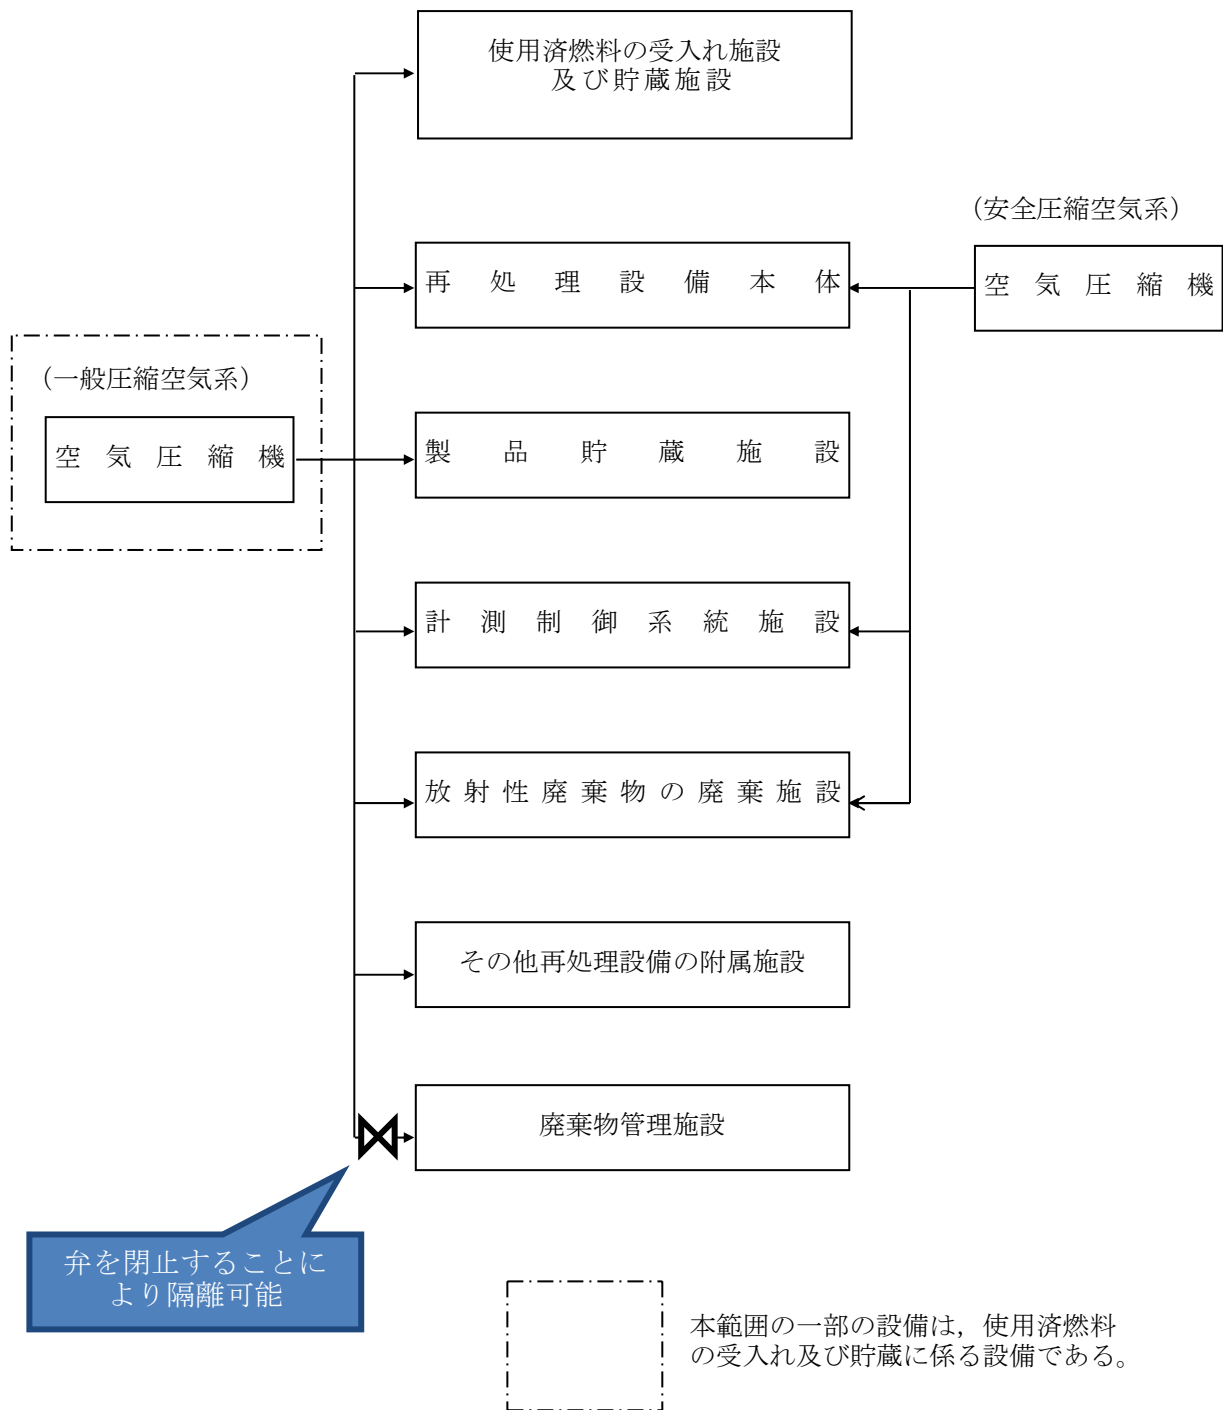 使用済燃料の受入れ施設
及び貯蔵施設
（安全圧縮空気系）
再処理設備本体
空気圧縮機
（一般圧縮空気系）
空気圧縮機
製品貯蔵施設
計測制御系統施設
放射性廃棄物の廃棄施設
その他再処理設備の附属施設
廃棄物管理施設
弁を閉止することに
より隔離可能
本範囲の一部の設備は，使用済燃料
の受入れ及び貯蔵に係る設備である。